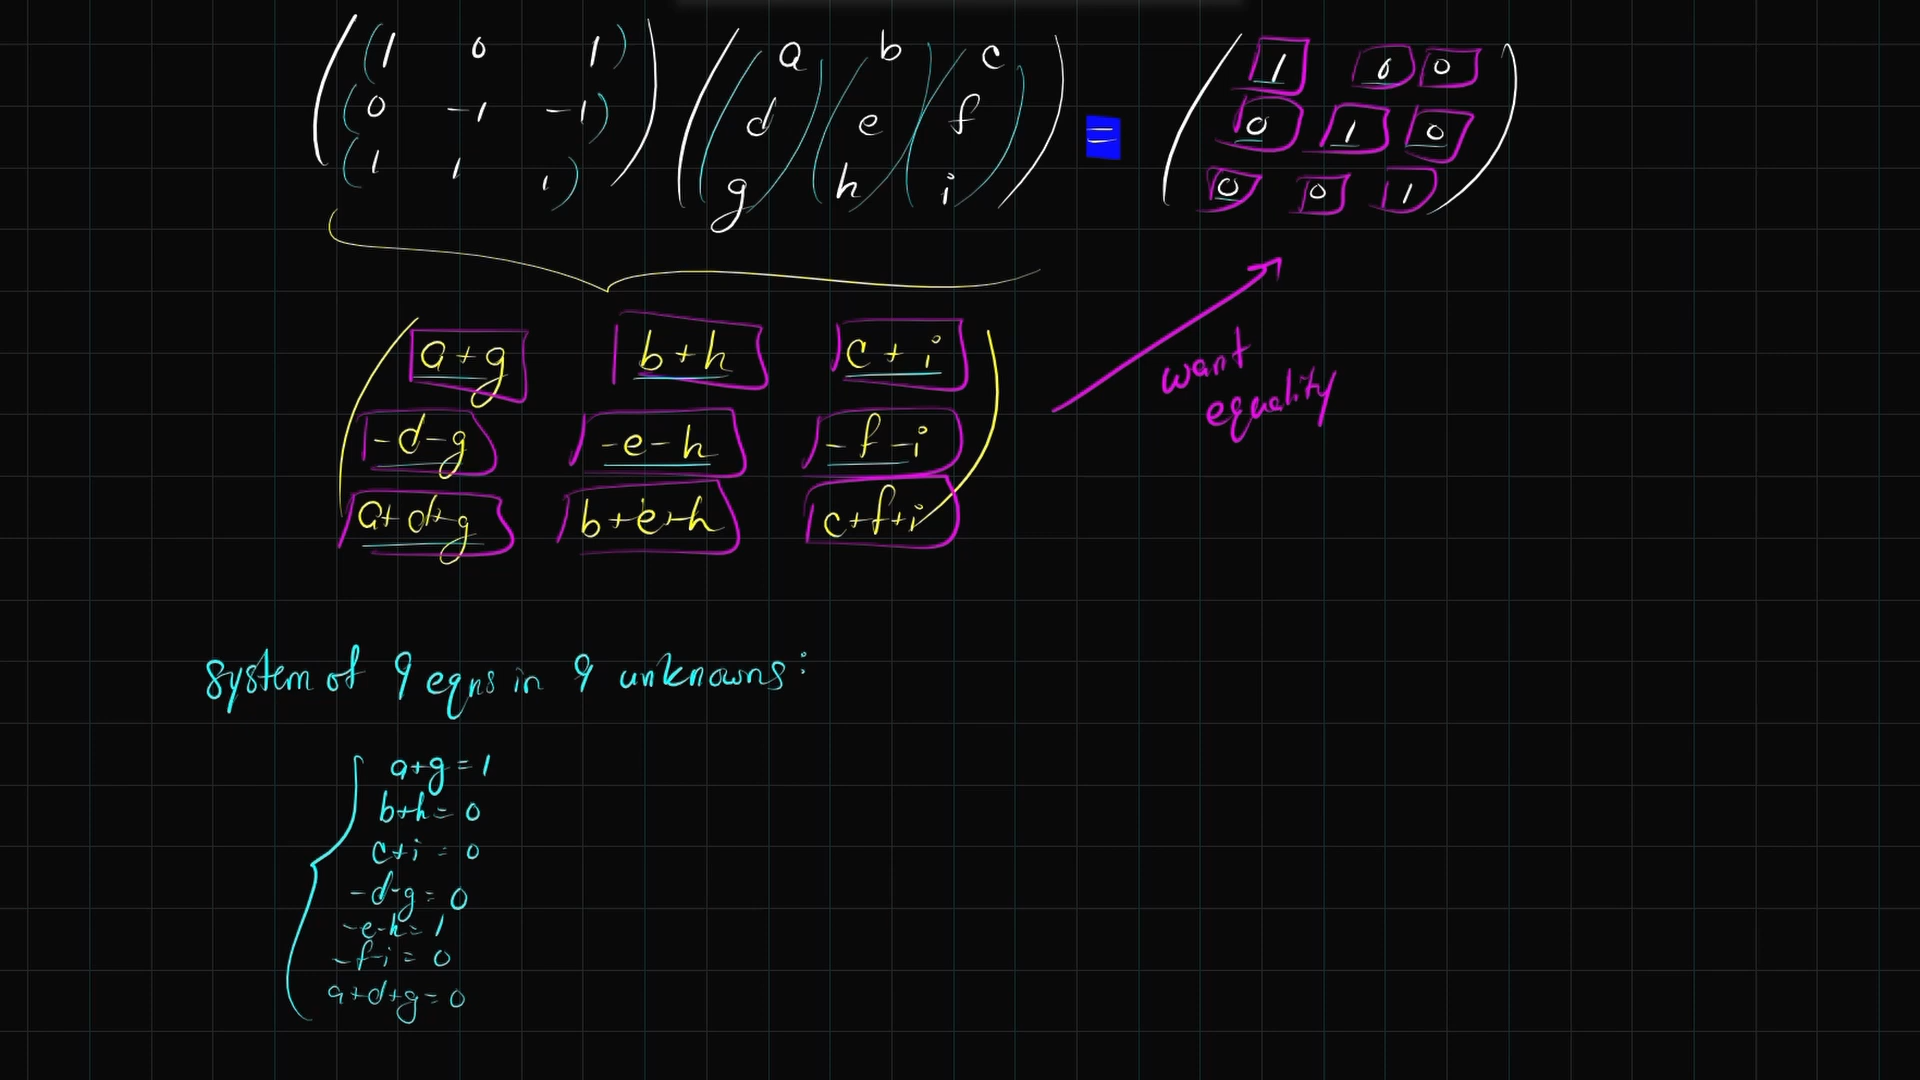 ( 1 0 1 ) ( a b c ) = ( 1 0 0 )
( 0 -1 -1 ) ( d e f ) ( 0 1 0 )
( 1 1 1 ) ( g h i ) ( 0 0 1 )
a+g b+h c+i
-d-g -e-h -f-i
a+d+g b+e+h c+f+i
want
equality
system of 9 eqns in 9 unknowns:
a+g=1
b+h=0
c+i=0
-d-g=0
-e-h=1
-f-i=0
a+d+g=0